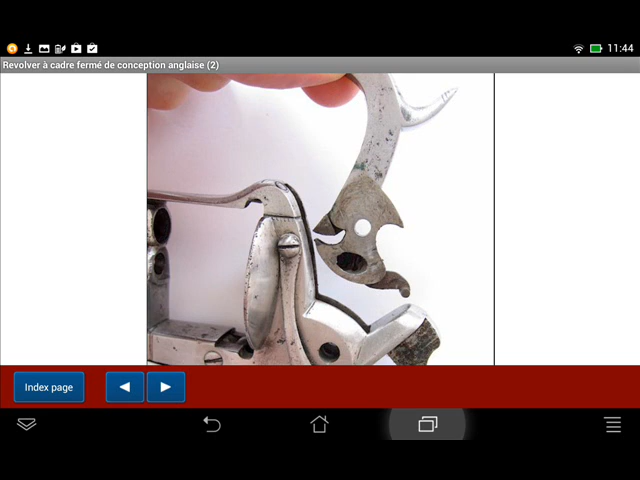 11:44
Revolver à cadre fermé de conception anglaise (2)
Index page